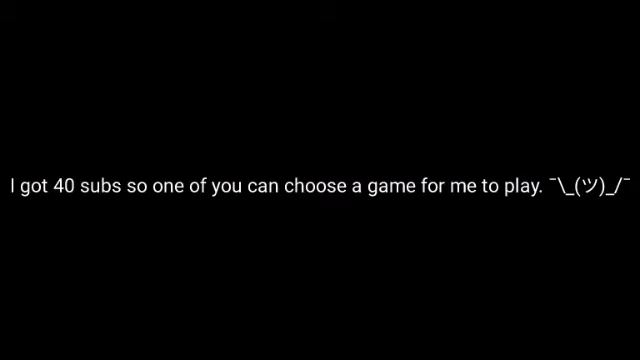 I got 40 subs so one of you can choose a game for me to play. ¯\_(ツ)_/¯